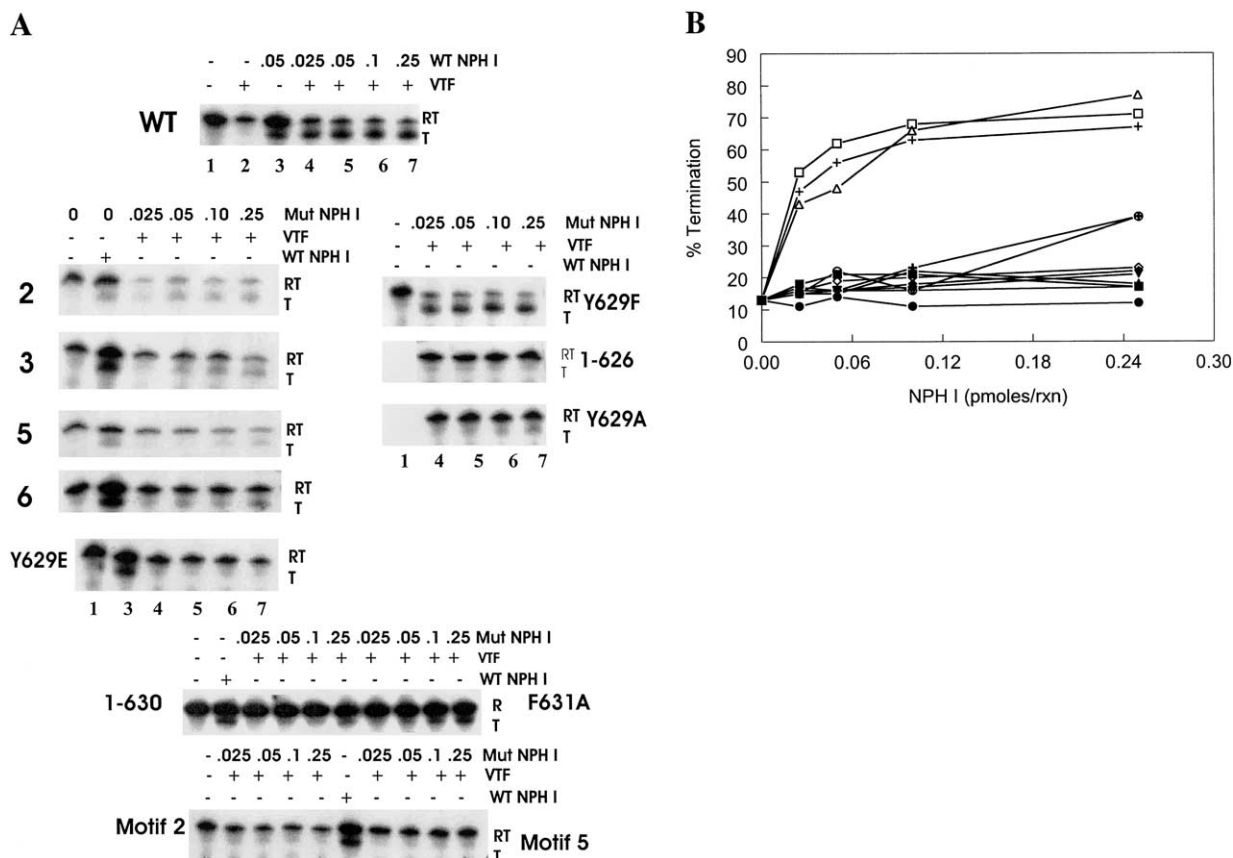 A
- - .05 .025 .05 .1 .25 WT NPH I
- + - + + + + VTF
WT
RT
T
1 2 3 4 5 6 7
0 0 .025 .05 .10 .25 Mut NPH I
- - + + + + VTF
- + - - - - WT NPH I
2
RT
T
3
RT
T
5
RT
T
6
RT
T
Y629E
RT
T
1 3 4 5 6 7
- .025 .05 .10 .25 Mut NPH I
- + + + + VTF
- - - - - WT NPH I
RT Y629F
T
RT 1-626
T
RT Y629A
T
1 4 5 6 7
- - .025 .05 .1 .25 .025 .05 .1 .25 Mut NPH I
- - + + + + + + + + VTF
- + - - - - - - - - WT NPH I
1-630
R F631A
T
- .025 .05 .1 .25 - .025 .05 .1 .25 Mut NPH I
- + + + + - + + + + VTF
- - - - - + - - - - WT NPH I
Motif 2
RT Motif 5
T
B
% Termination
90
80
70
60
50
40
30
20
10
0
0.00 0.06 0.12 0.18 0.24 0.30
NPH I (pmoles/rxn)